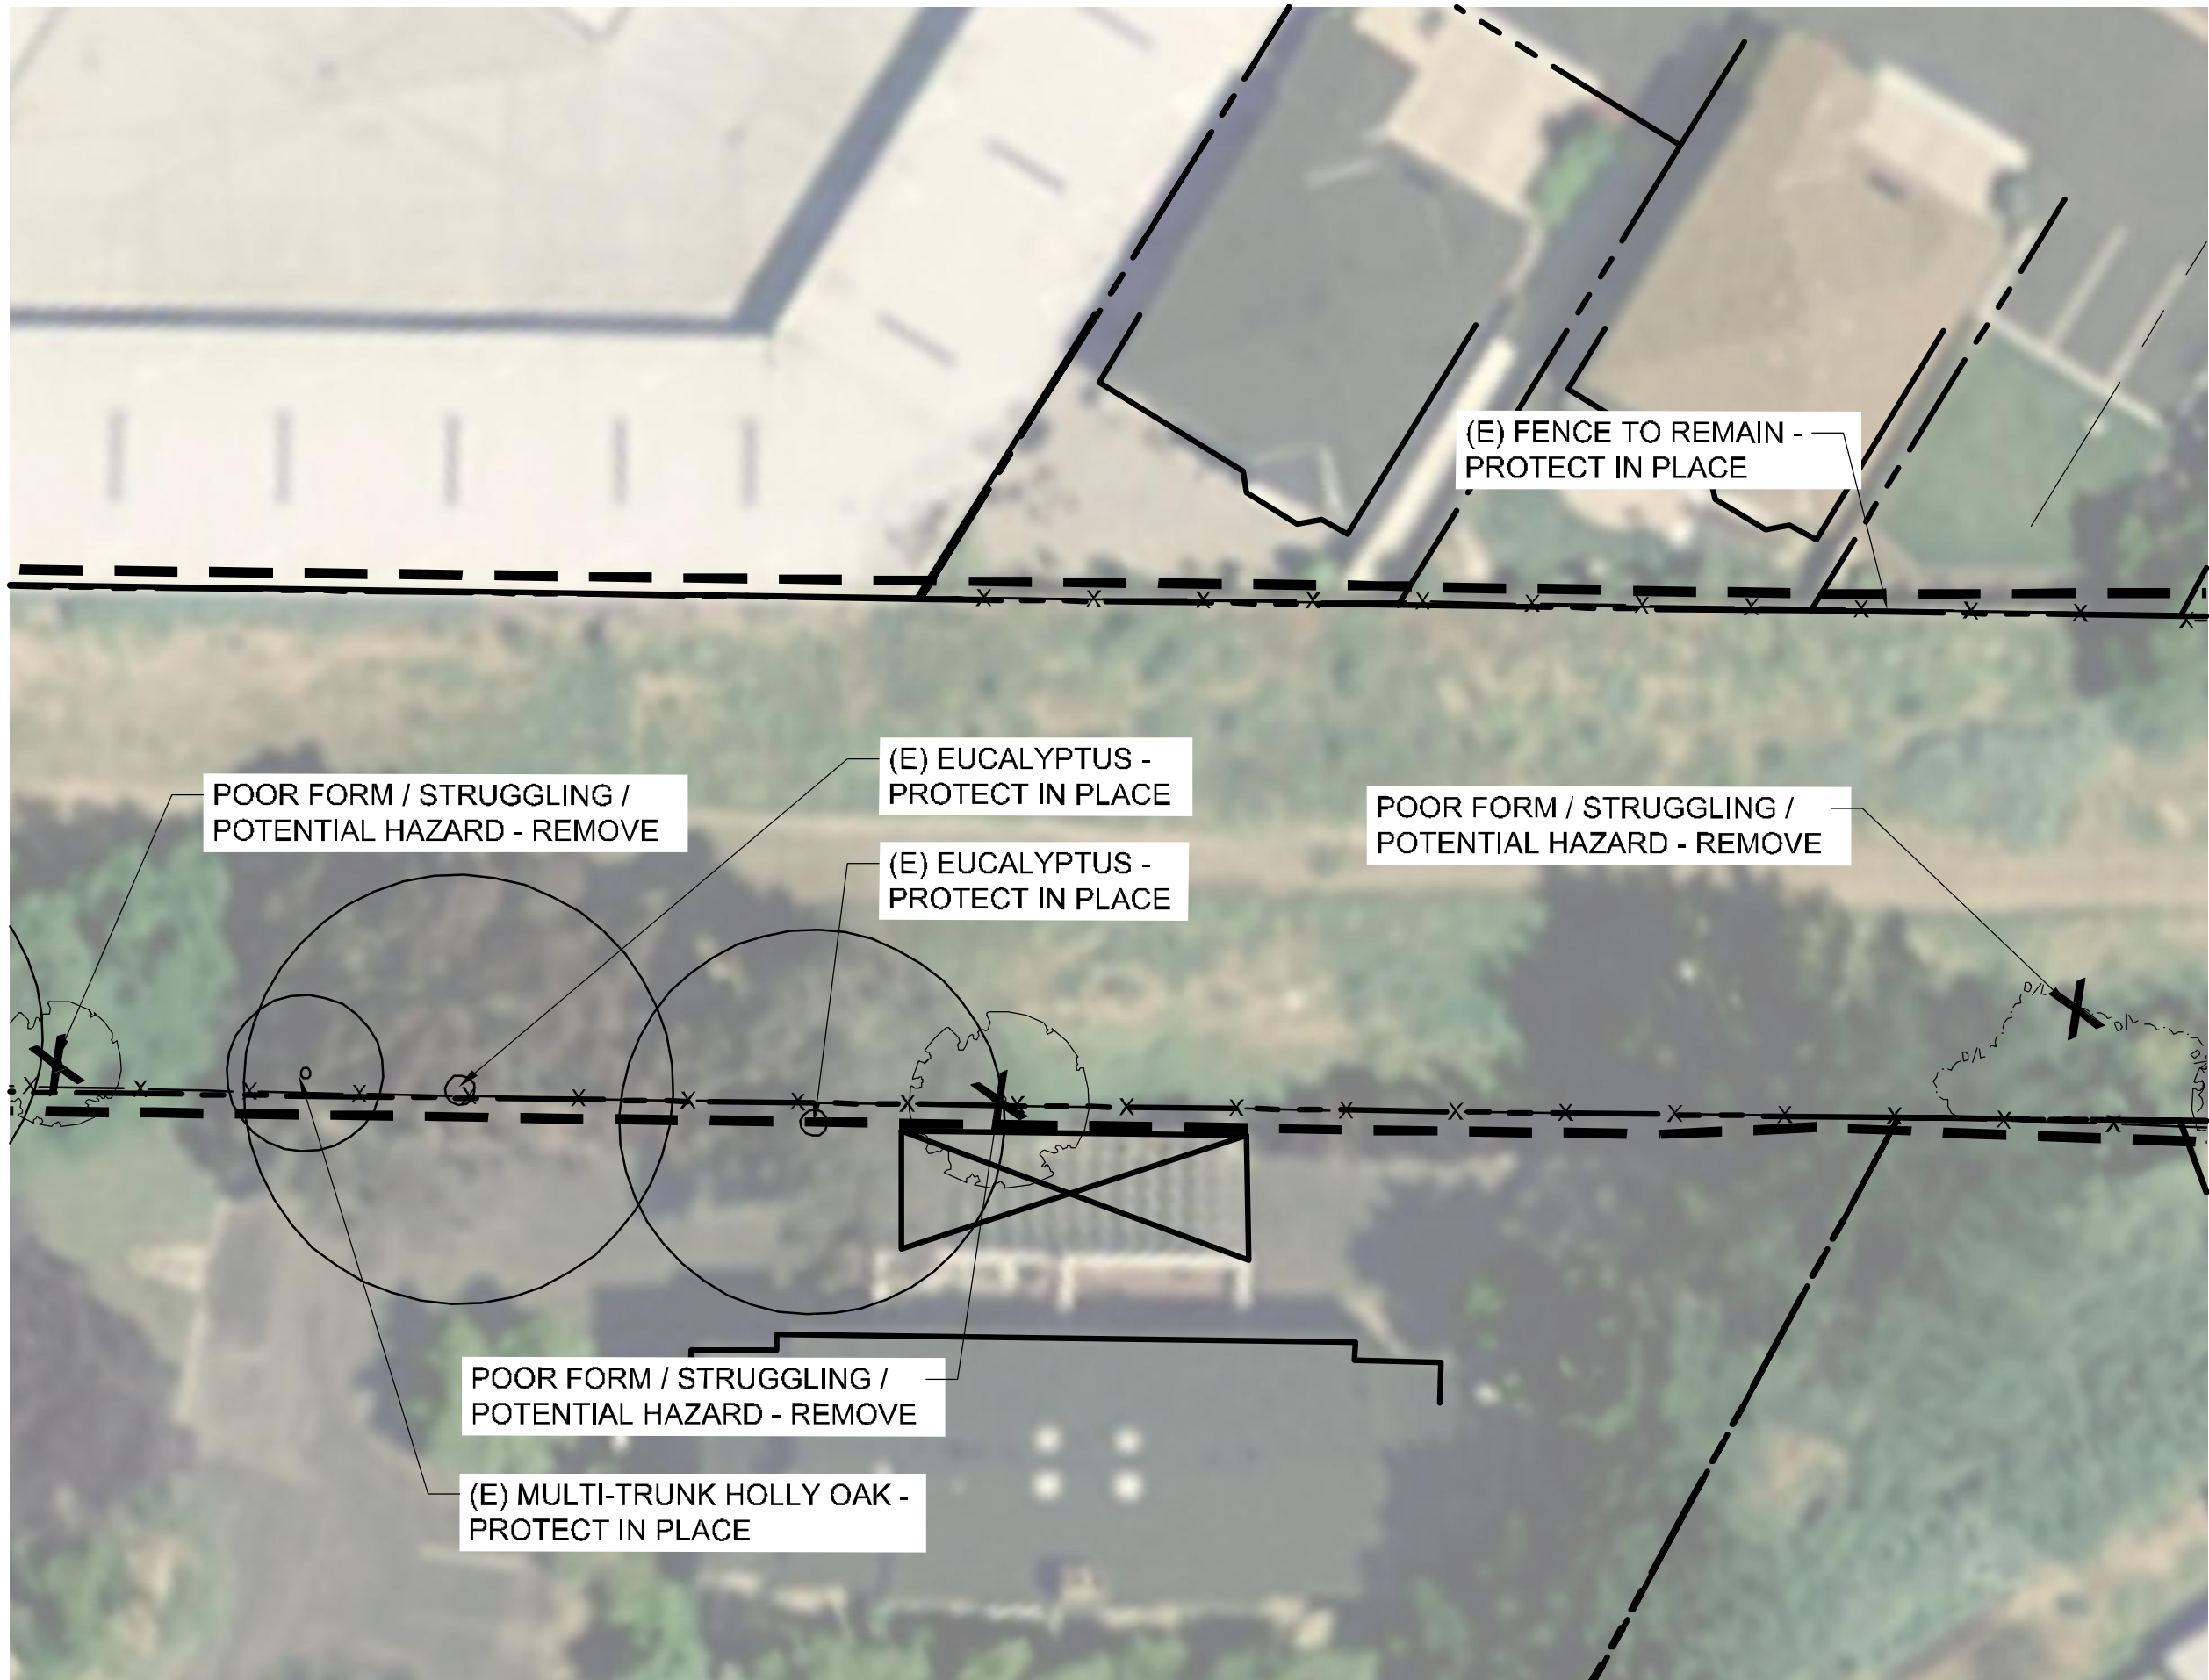 (E) FENCE TO REMAIN -
PROTECT IN PLACE
(E) EUCALYPTUS -
PROTECT IN PLACE
POOR FORM / STRUGGLING /
POTENTIAL HAZARD - REMOVE
POOR FORM / STRUGGLING /
POTENTIAL HAZARD - REMOVE
(E) EUCALYPTUS -
PROTECT IN PLACE
D/L
D/L
D/L
D/L
POOR FORM / STRUGGLING /
POTENTIAL HAZARD - REMOVE
(E) MULTI-TRUNK HOLLY OAK -
PROTECT IN PLACE